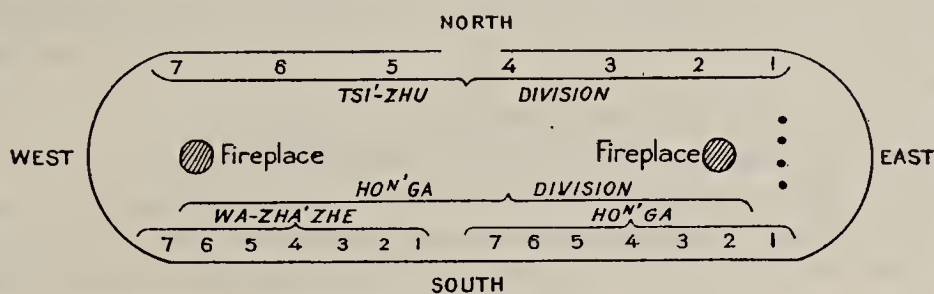 NORTH
7 6 5 4 3 2 1
TSI'-ZHU DIVISION
WEST Fireplace Fireplace EAST
HOᴺ'GA DIVISION
WA-ZHA'ZHE HOᴺ'GA
7 6 5 4 3 2 1 7 6 5 4 3 2 1
SOUTH